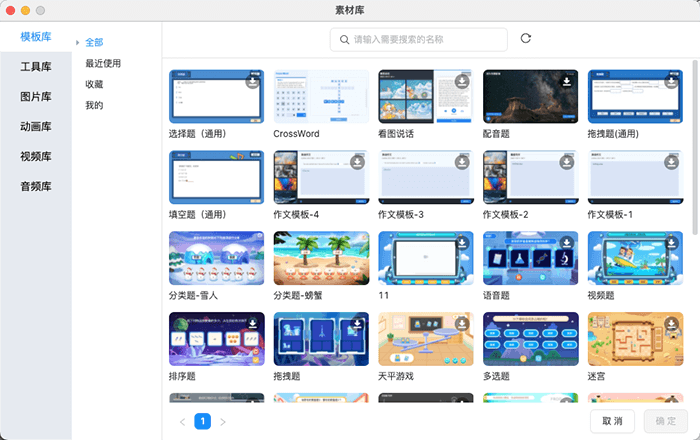 素材库
模板库
工具库
图片库
动画库
视频库
音频库
全部
最近使用
收藏
我的
请输入需要搜索的名称
选择题（通用）
CrossWord
看图说话
配音题
拖拽题(通用)
填空题（通用）
作文模板-4
作文模板-3
作文模板-2
作文模板-1
分类题-雪人
分类题-螃蟹
11
语音题
视频题
排序题
拖拽题
天平游戏
多选题
迷宫
1
取 消
确 定